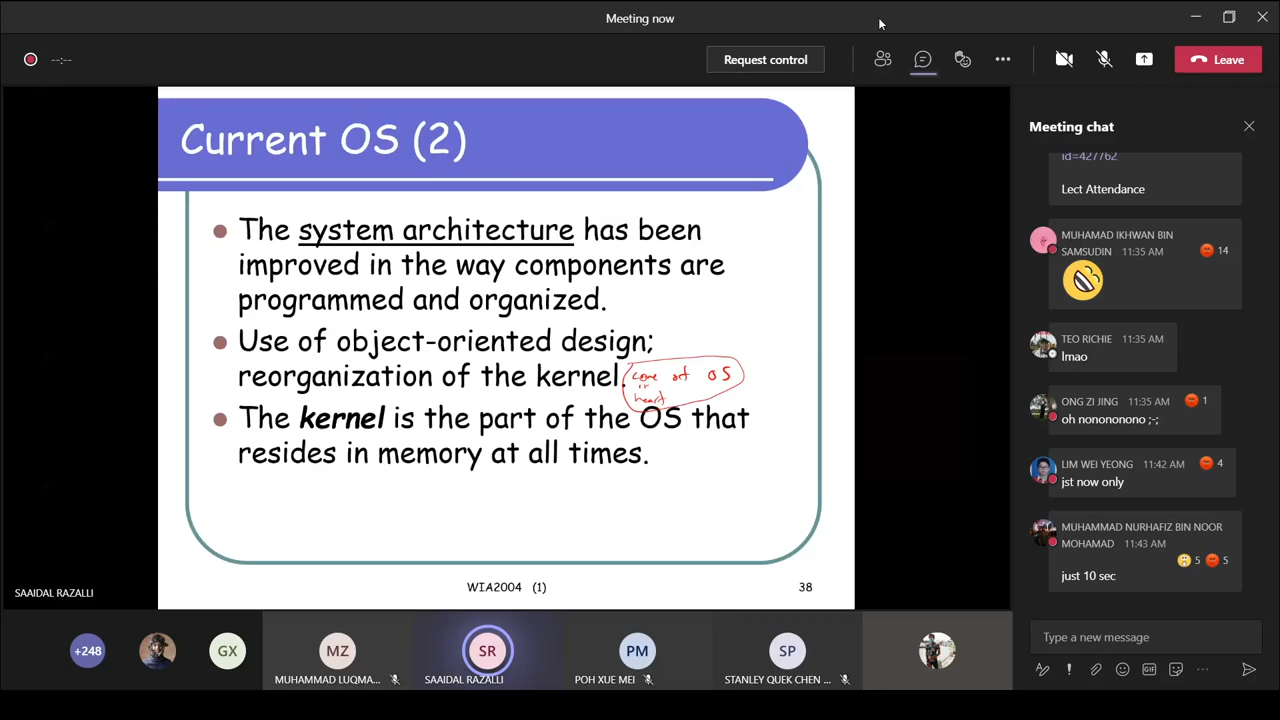 Meeting now
--:--
Request control
Leave
Current OS (2)
The system architecture has been
improved in the way components are
programmed and organized.
Use of object-oriented design;
reorganization of the kernel.
core of OS
heart
The kernel is the part of the OS that
resides in memory at all times.
WIA2004 (1)
38
SAAIDAL RAZALLI
Meeting chat
id=427762
Lect Attendance
MUHAMAD IKHWAN BIN
SAMSUDIN 11:35 AM
14
TEO RICHIE 11:35 AM
lmao
ONG ZI JING 11:35 AM
1
oh nonononono ;-;
LIM WEI YEONG 11:42 AM
4
jst now only
MUHAMMAD NURHAFIZ BIN NOOR
MOHAMAD 11:43 AM
5 5
just 10 sec
Type a new message
GIF
+248
GX
MZ
MUHAMMAD LUQMA...
SR
SAAIDAL RAZALLI
PM
POH XUE MEI
SP
STANLEY QUEK CHEN ...